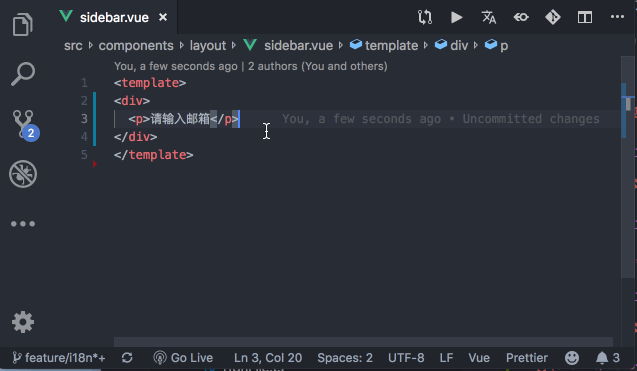 sidebar.vue
src components layout sidebar.vue template div p
You, a few seconds ago | 2 authors (You and others)
1 <template>
2 <div>
3 <p>请输入邮箱</p> You, a few seconds ago • Uncommitted changes
4 </div>
5 </template>
2
feature/i18n*+ Go Live Ln 3, Col 20 Spaces: 2 UTF-8 LF Vue Prettier 3